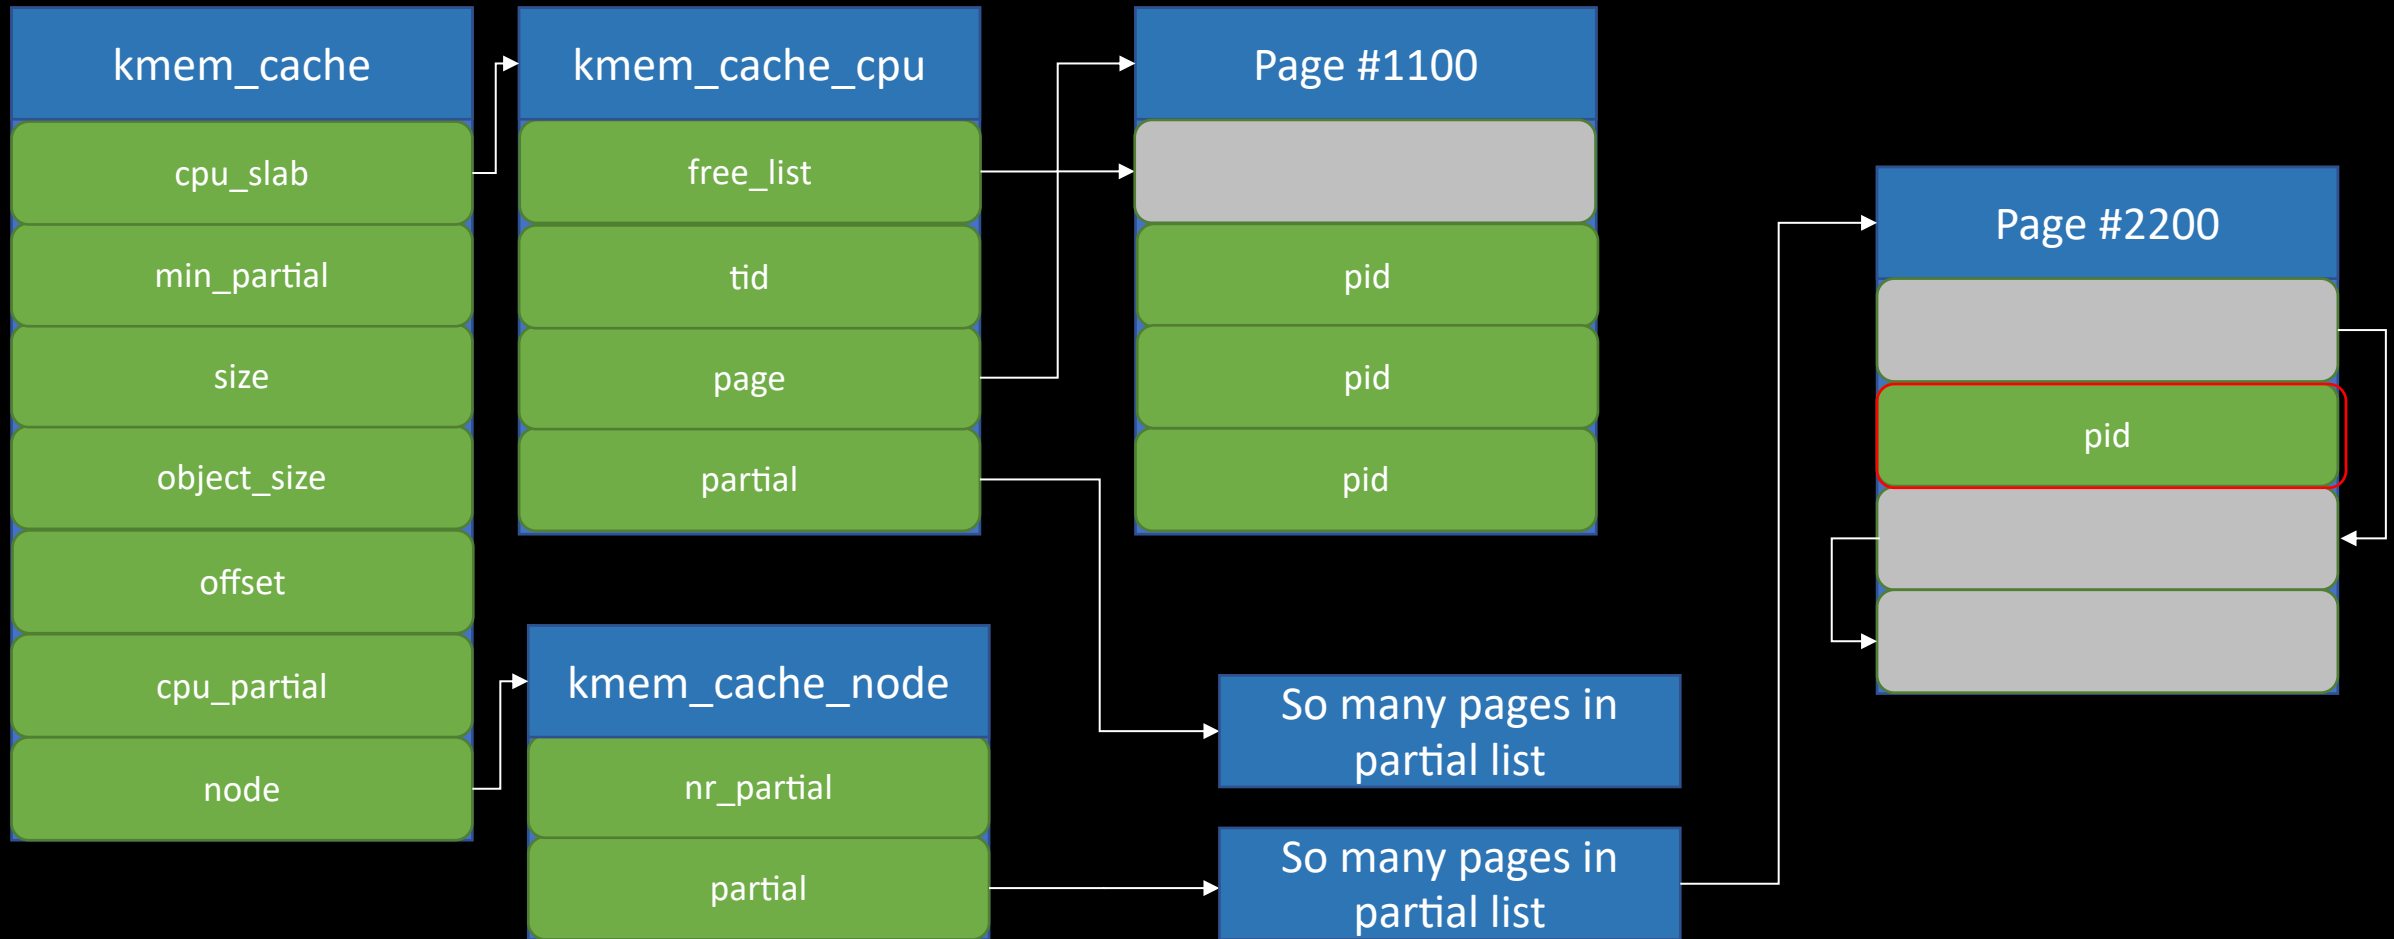 kmem_cache
cpu_slab
min_partial
size
object_size
offset
cpu_partial
node
kmem_cache_cpu
free_list
tid
page
partial
kmem_cache_node
nr_partial
partial
Page #1100
pid
pid
pid
So many pages in
partial list
So many pages in
partial list
Page #2200
pid